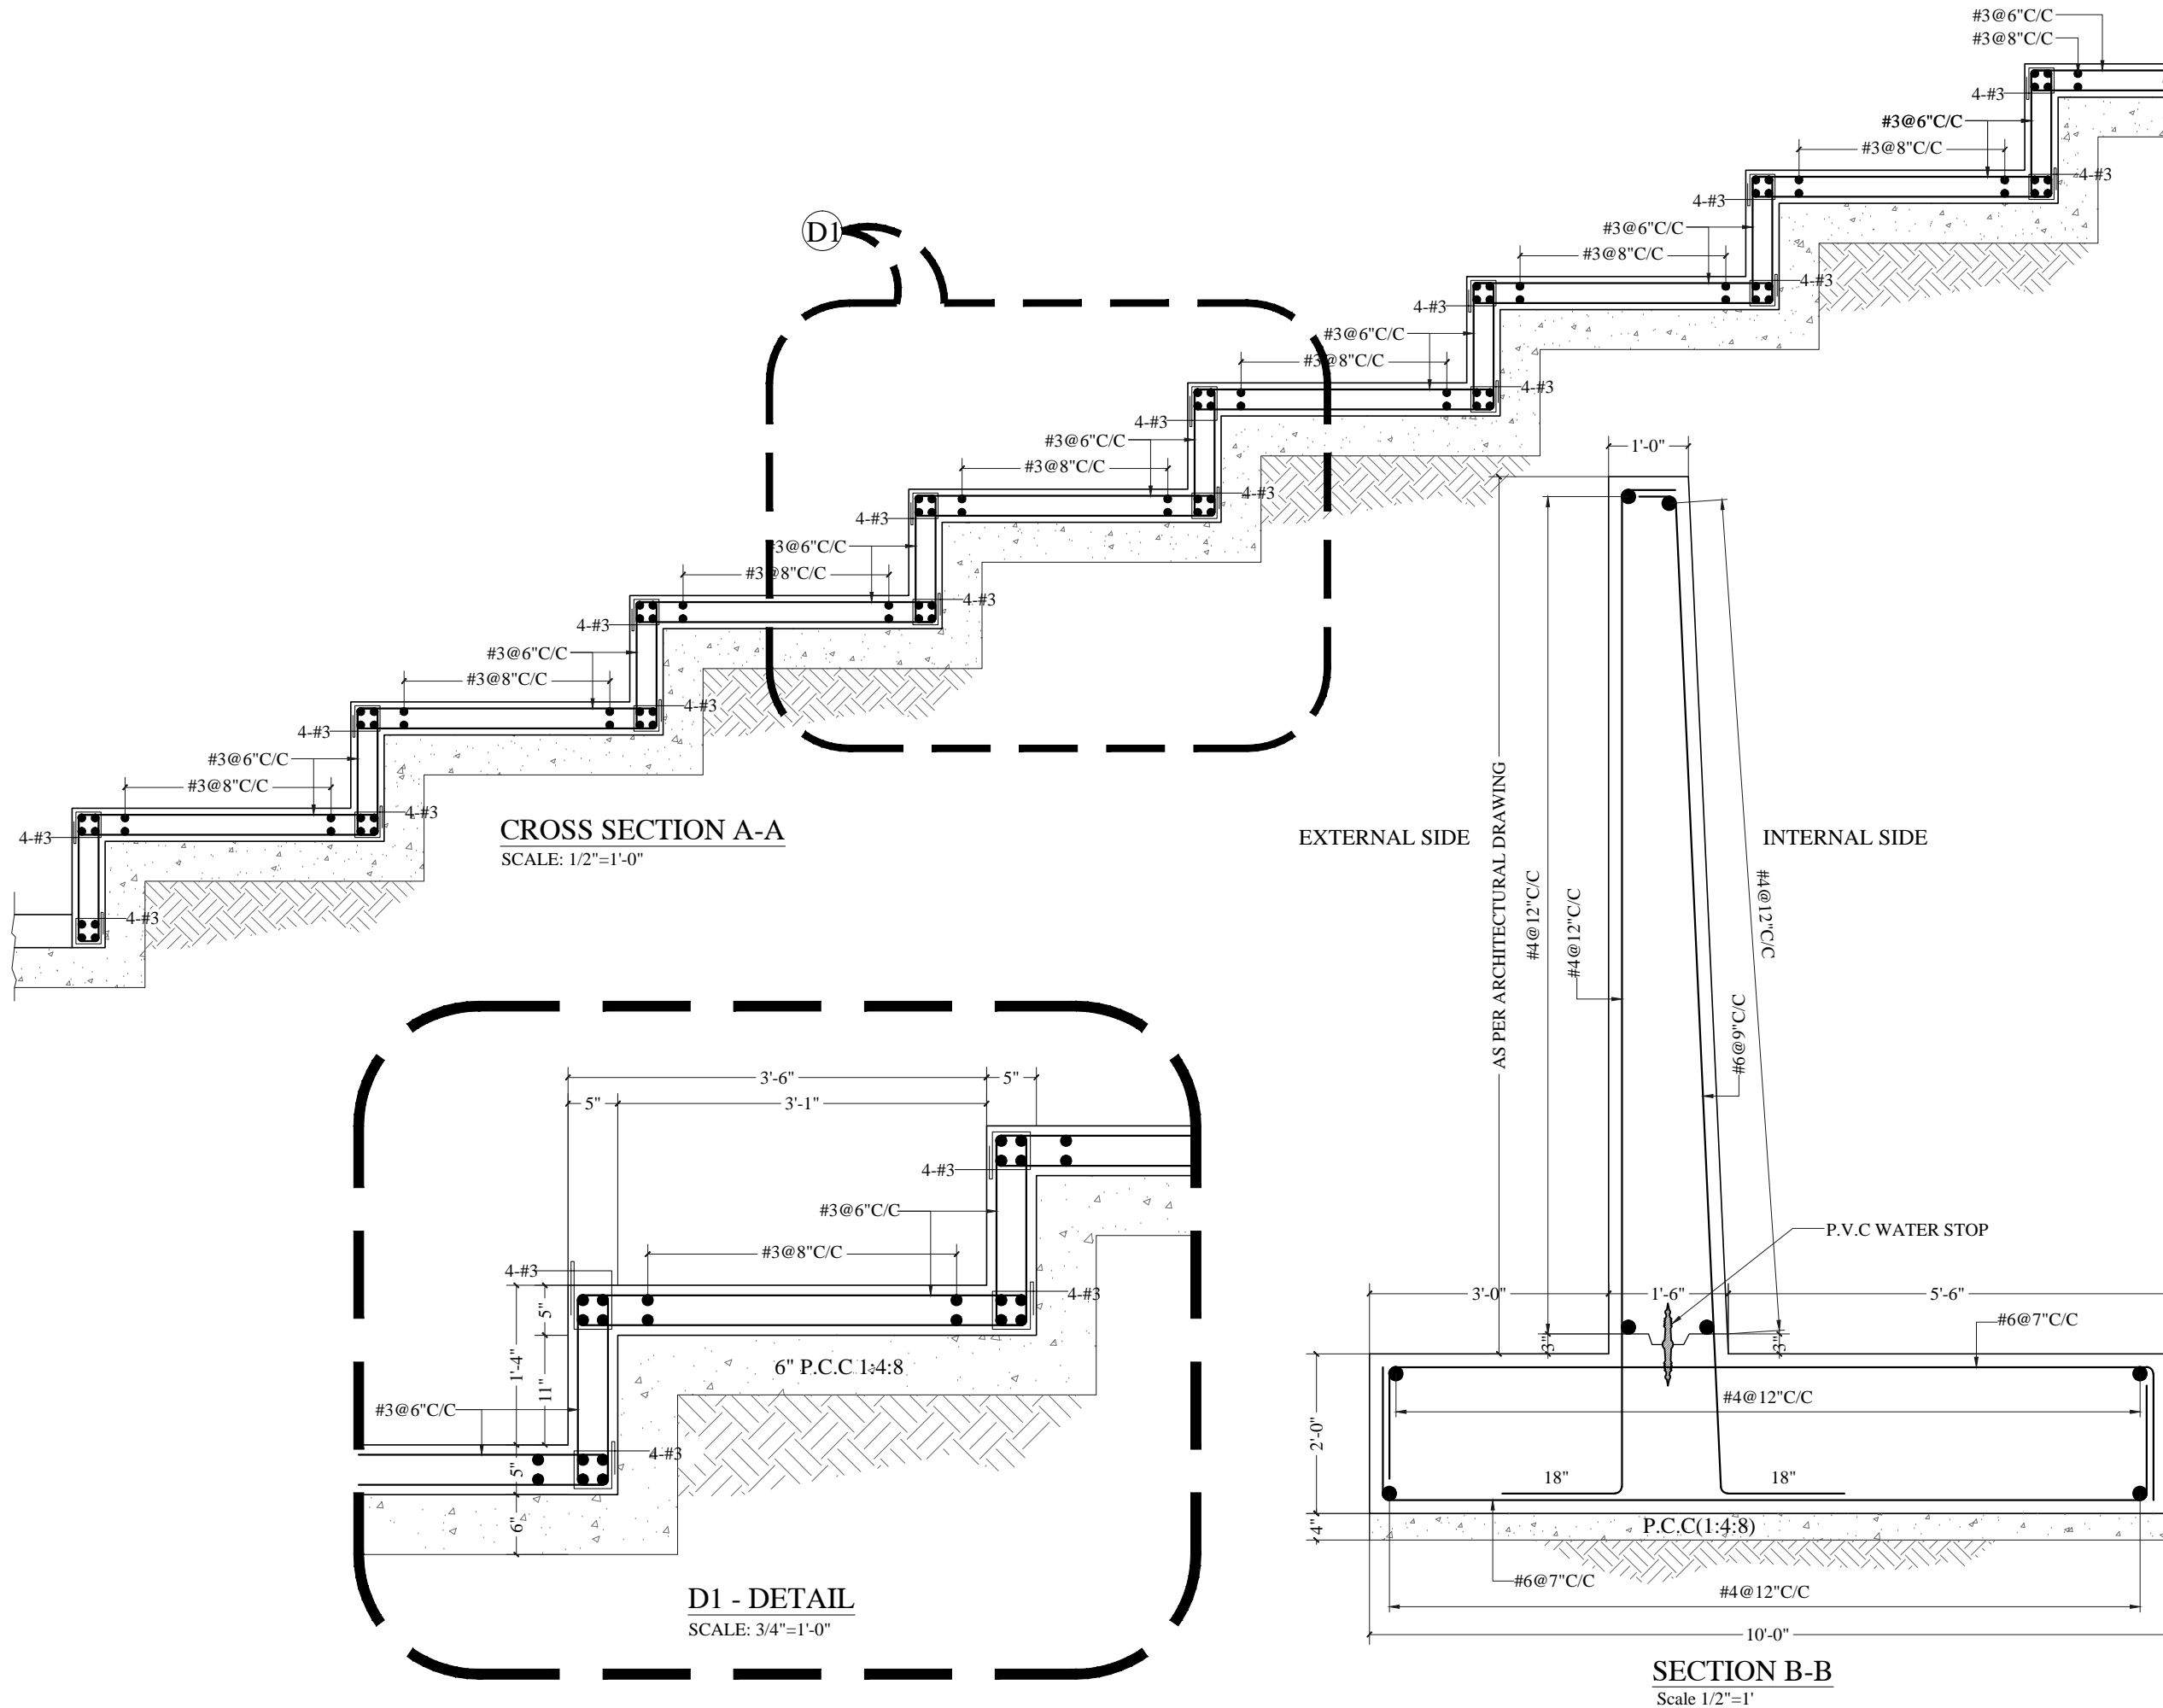 #3@6"C/C
#3@8"C/C
4-#3
#3@6"C/C
#3@8"C/C
4-#3
4-#3
#3@6"C/C
#3@8"C/C
4-#3
4-#3
#3@6"C/C
#3@8"C/C
4-#3
4-#3
#3@6"C/C
#3@8"C/C
4-#3
4-#3
#3@6"C/C
#3@8"C/C
4-#3
4-#3
#3@6"C/C
#3@8"C/C
4-#3
4-#3
#3@6"C/C
#3@8"C/C
4-#3
4-#3
4-#3
D1
CROSS SECTION A-A
SCALE: 1/2"=1'-0"
3'-6"
5"
5"
3'-1"
4-#3
#3@6"C/C
#3@8"C/C
4-#3
4-#3
5"
1'-4"
11"
6" P.C.C 1:4:8
#3@6"C/C
4-#3
5"
6"
D1 - DETAIL
SCALE: 3/4"=1'-0"
1'-0"
EXTERNAL SIDE
AS PER ARCHITECTURAL DRAWING
#4@12"C/C
#4@12"C/C
INTERNAL SIDE
#4@12"C/C
#6@9"C/C
P.V.C WATER STOP
3'-0"
1'-6"
5'-6"
3"
3"
#6@7"C/C
#4@12"C/C
2'-0"
18"
18"
4"
P.C.C(1:4:8)
#6@7"C/C
#4@12"C/C
10'-0"
SECTION B-B
Scale 1/2"=1'